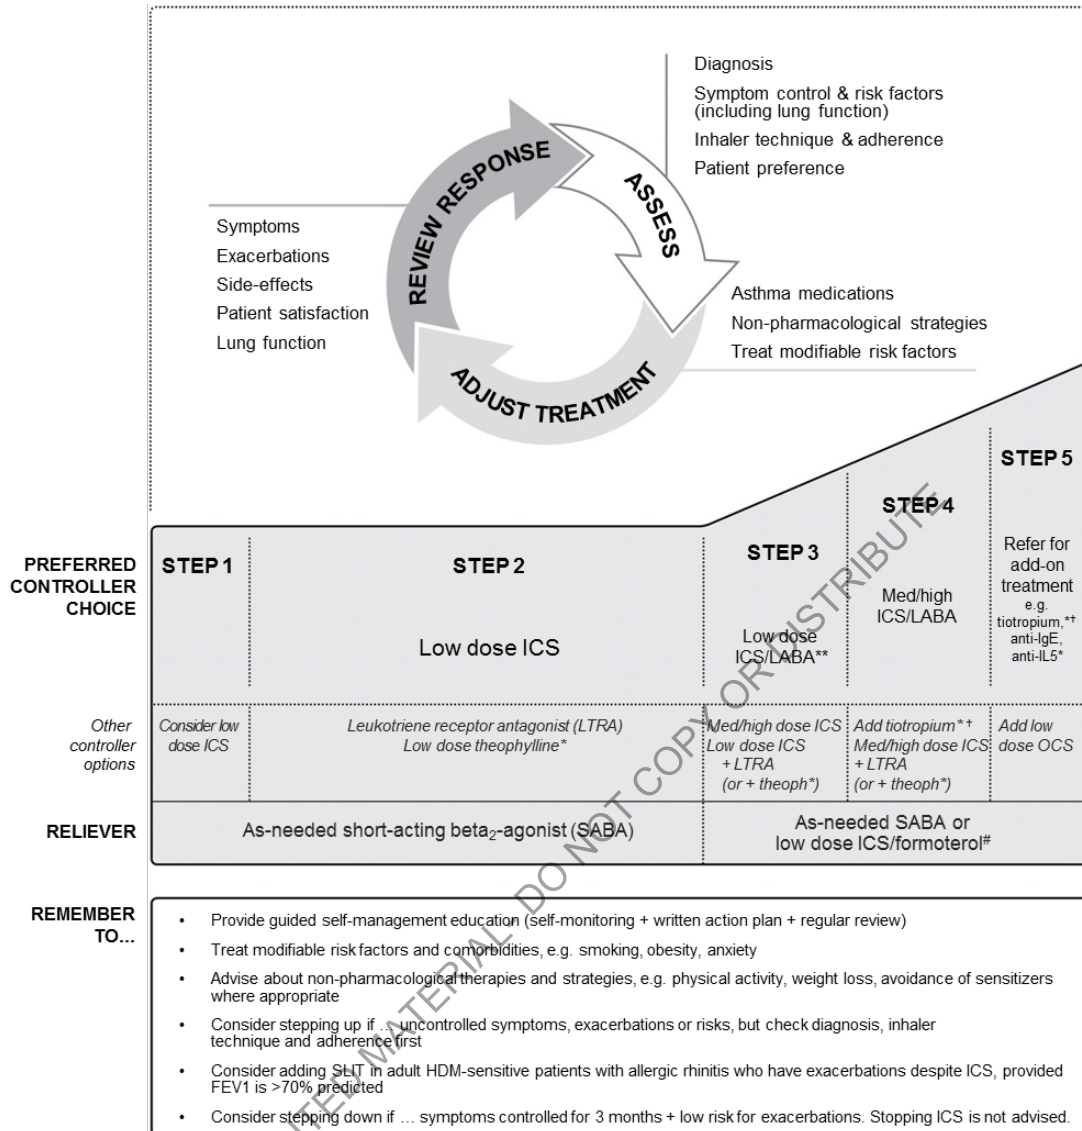 Diagnosis
Symptom control & risk factors
(including lung function)
Inhaler technique & adherence
Patient preference
REVIEW RESPONSE
ASSESS
ADJUST TREATMENT
Symptoms
Exacerbations
Side-effects
Patient satisfaction
Lung function
Asthma medications
Non-pharmacological strategies
Treat modifiable risk factors
PREFERRED
CONTROLLER
CHOICE
STEP 1
STEP 2
Low dose ICS
STEP 3
Low dose
ICS/LABA**
STEP 4
Med/high
ICS/LABA
STEP 5
Refer for
add-on
treatment
e.g.
tiotropium,*†
anti-IgE,
anti-IL5*
Other
controller
options
Consider low
dose ICS
Leukotriene receptor antagonist (LTRA)
Low dose theophylline*
Med/high dose ICS
Low dose ICS
+ LTRA
(or + theoph*)
Add tiotropium*†
Med/high dose ICS
+ LTRA
(or + theoph*)
Add low
dose OCS
RELIEVER
As-needed short-acting beta₂-agonist (SABA)
As-needed SABA or
low dose ICS/formoterol#
REMEMBER
TO...
• Provide guided self-management education (self-monitoring + written action plan + regular review)
• Treat modifiable risk factors and comorbidities, e.g. smoking, obesity, anxiety
• Advise about non-pharmacological therapies and strategies, e.g. physical activity, weight loss, avoidance of sensitizers
where appropriate
• Consider stepping up if ... uncontrolled symptoms, exacerbations or risks, but check diagnosis, inhaler
technique and adherence first
• Consider adding SLIT in adult HDM-sensitive patients with allergic rhinitis who have exacerbations despite ICS, provided
FEV1 is >70% predicted
• Consider stepping down if ... symptoms controlled for 3 months + low risk for exacerbations. Stopping ICS is not advised.
MATERIAL- DO NOT COPY OR DISTRIBUTE